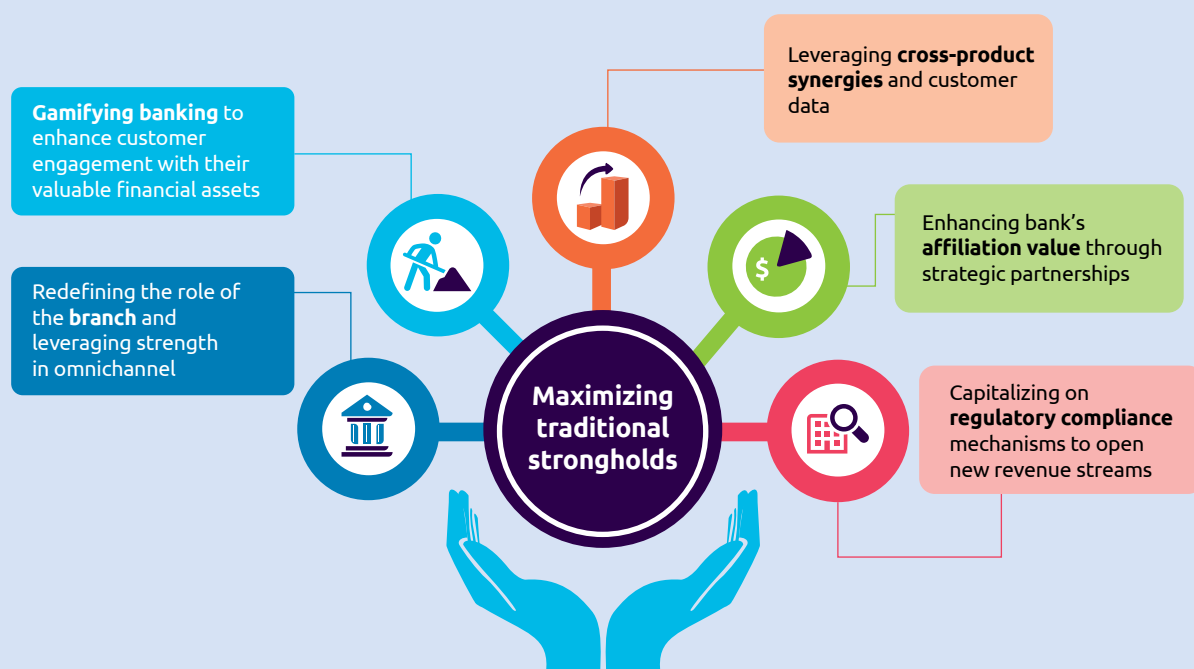 Leveraging cross-product
synergies and customer
data
Gamifying banking to
enhance customer
engagement with their
valuable financial assets
Enhancing bank’s
affiliation value through
strategic partnerships
$
Redefining the role of
the branch and
leveraging strength
in omnichannel
Maximizing
traditional
strongholds
Capitalizing on
regulatory compliance
mechanisms to open
new revenue streams